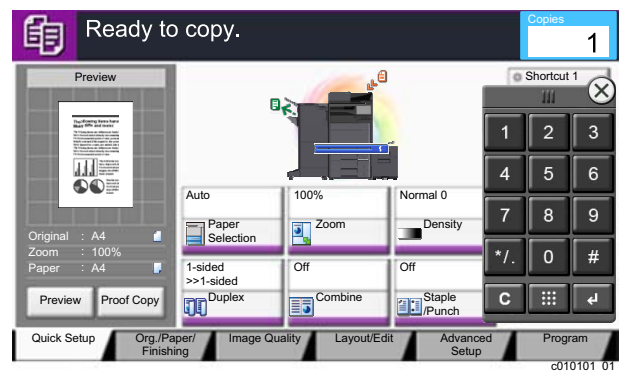 Ready to copy.
Copies
1
Preview
Original : A4
Zoom : 100%
Paper : A4
Preview
Proof Copy
Shortcut 1
Auto
Paper
Selection
100%
Zoom
Normal 0
Density
1-sided
>>1-sided
Duplex
Off
Combine
Off
Staple
/Punch
1 2 3
4 5 6
7 8 9
*/. 0 #
C
Quick Setup
Org./Paper/
Finishing
Image Quality
Layout/Edit
Advanced
Setup
Program
c010101_01